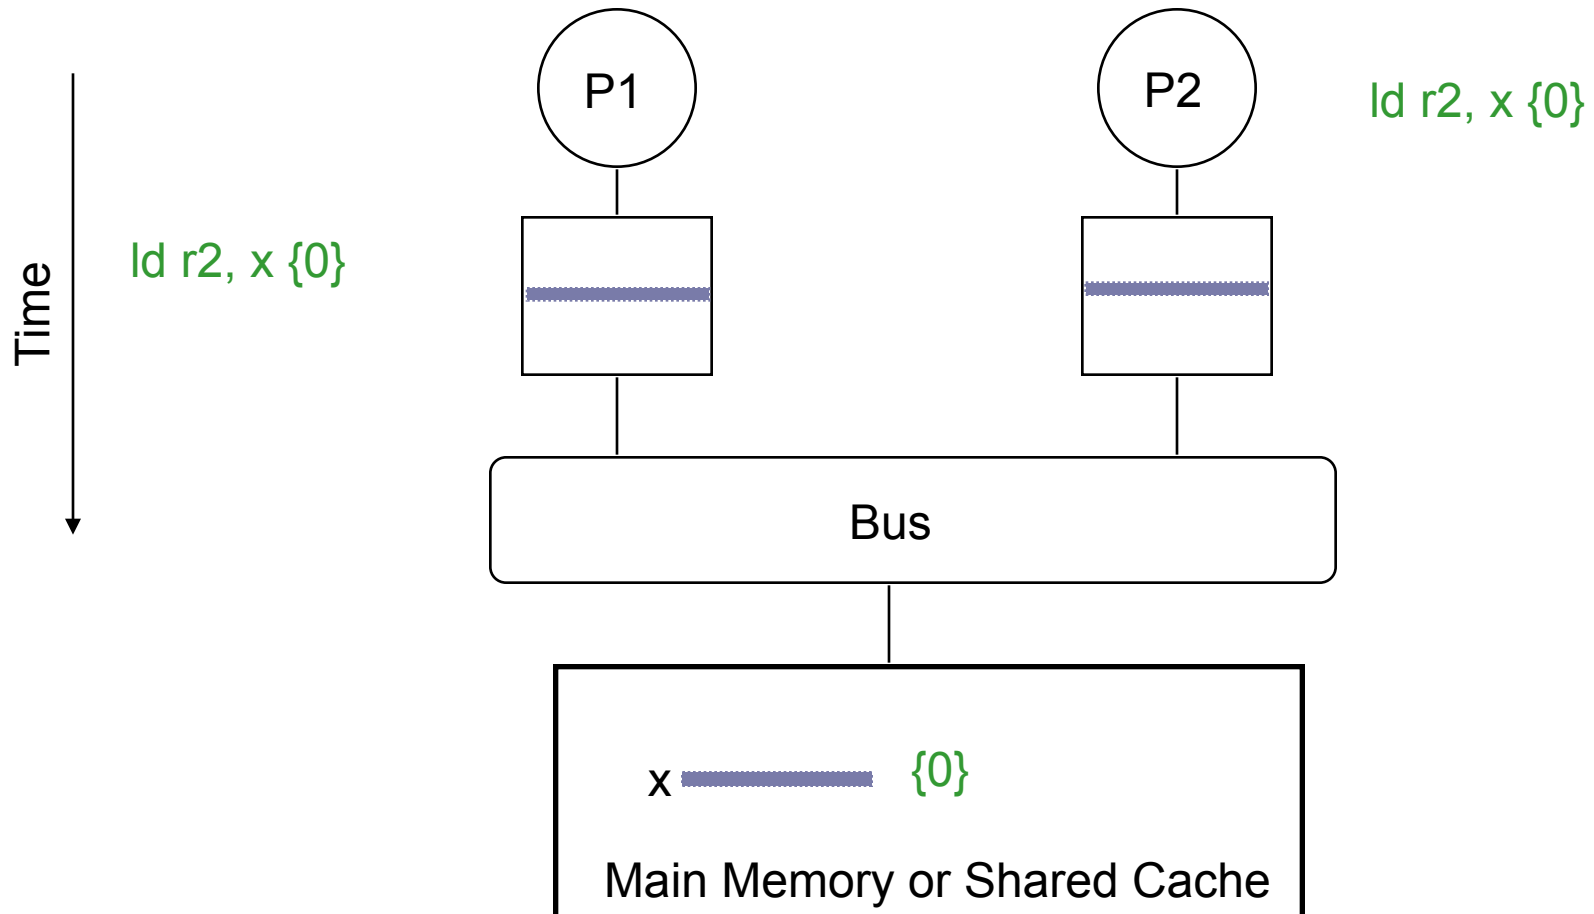 P1
P2
ld r2, x {0}
ld r2, x {0}
Time
Bus
x {0}
Main Memory or Shared Cache